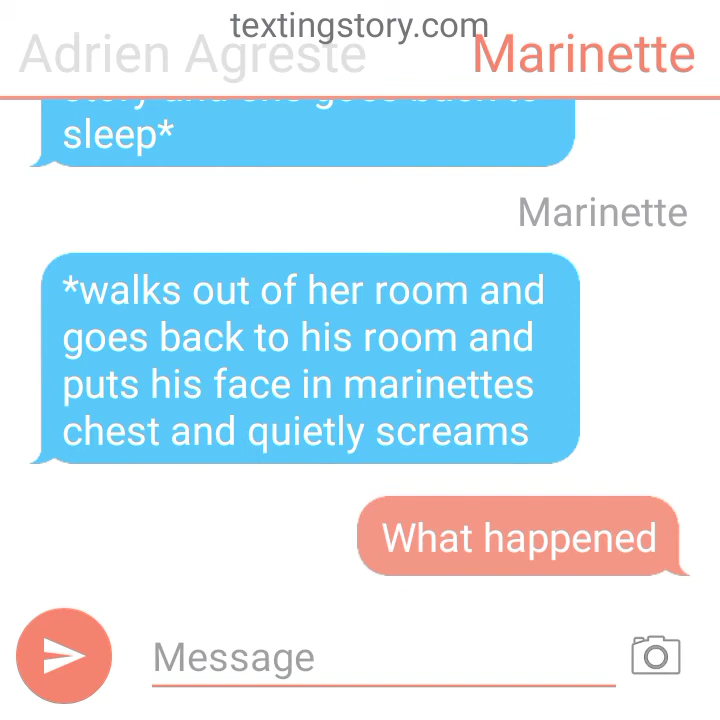 textingstory.com
Adrien Agreste Marinette
sleep*
Marinette
*walks out of her room and
goes back to his room and
puts his face in marinettes
chest and quietly screams
What happened
Message